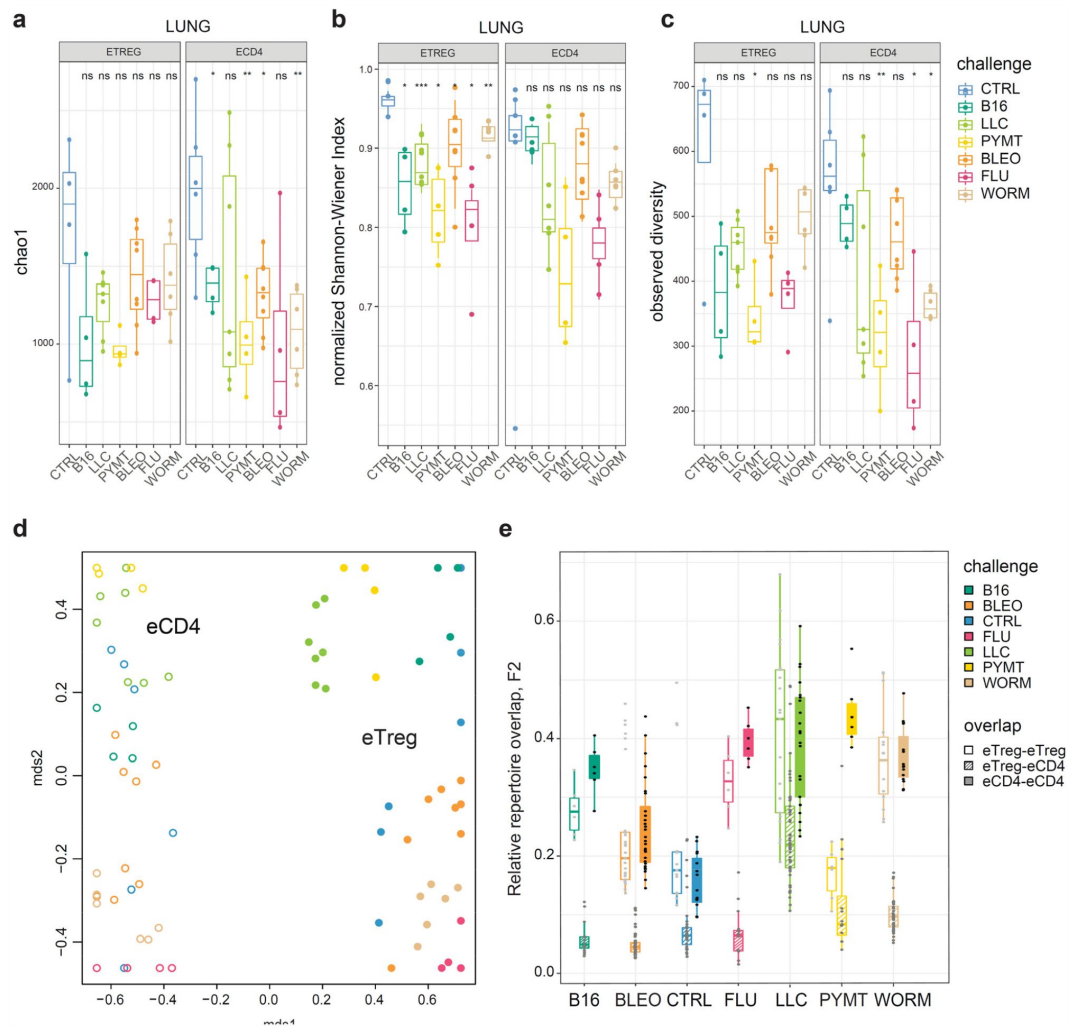 a
LUNG
ETREG
ECD4
ns ns ns ns ns ns
* ns ** * ns **
chao1
2000
1000
CTRL B16 LLC PYMT BLEO FLU WORM
CTRL B16 LLC PYMT BLEO FLU WORM
b
LUNG
ETREG
ECD4
* *** * * * **
ns ns ns ns ns ns
normalized Shannon-Wiener Index
1.0
0.9
0.8
0.7
0.6
CTRL B16 LLC PYMT BLEO FLU WORM
CTRL B16 LLC PYMT BLEO FLU WORM
c
LUNG
ETREG
ECD4
ns ns * ns ns ns
ns ns ** ns * *
observed diversity
700
600
500
400
300
200
CTRL B16 LLC PYMT BLEO FLU WORM
CTRL B16 LLC PYMT BLEO FLU WORM
challenge
CTRL
B16
LLC
PYMT
BLEO
FLU
WORM
d
eCD4
eTreg
mds2
0.4
0.2
0.0
−0.2
−0.4
−0.6 −0.4 −0.2 0.0 0.2 0.4 0.6
mds1
e
Relative repertoire overlap, F2
0.6
0.4
0.2
0.0
B16 BLEO CTRL FLU LLC PYMT WORM
challenge
B16
BLEO
CTRL
FLU
LLC
PYMT
WORM
overlap
eTreg-eTreg
eTreg-eCD4
eCD4-eCD4